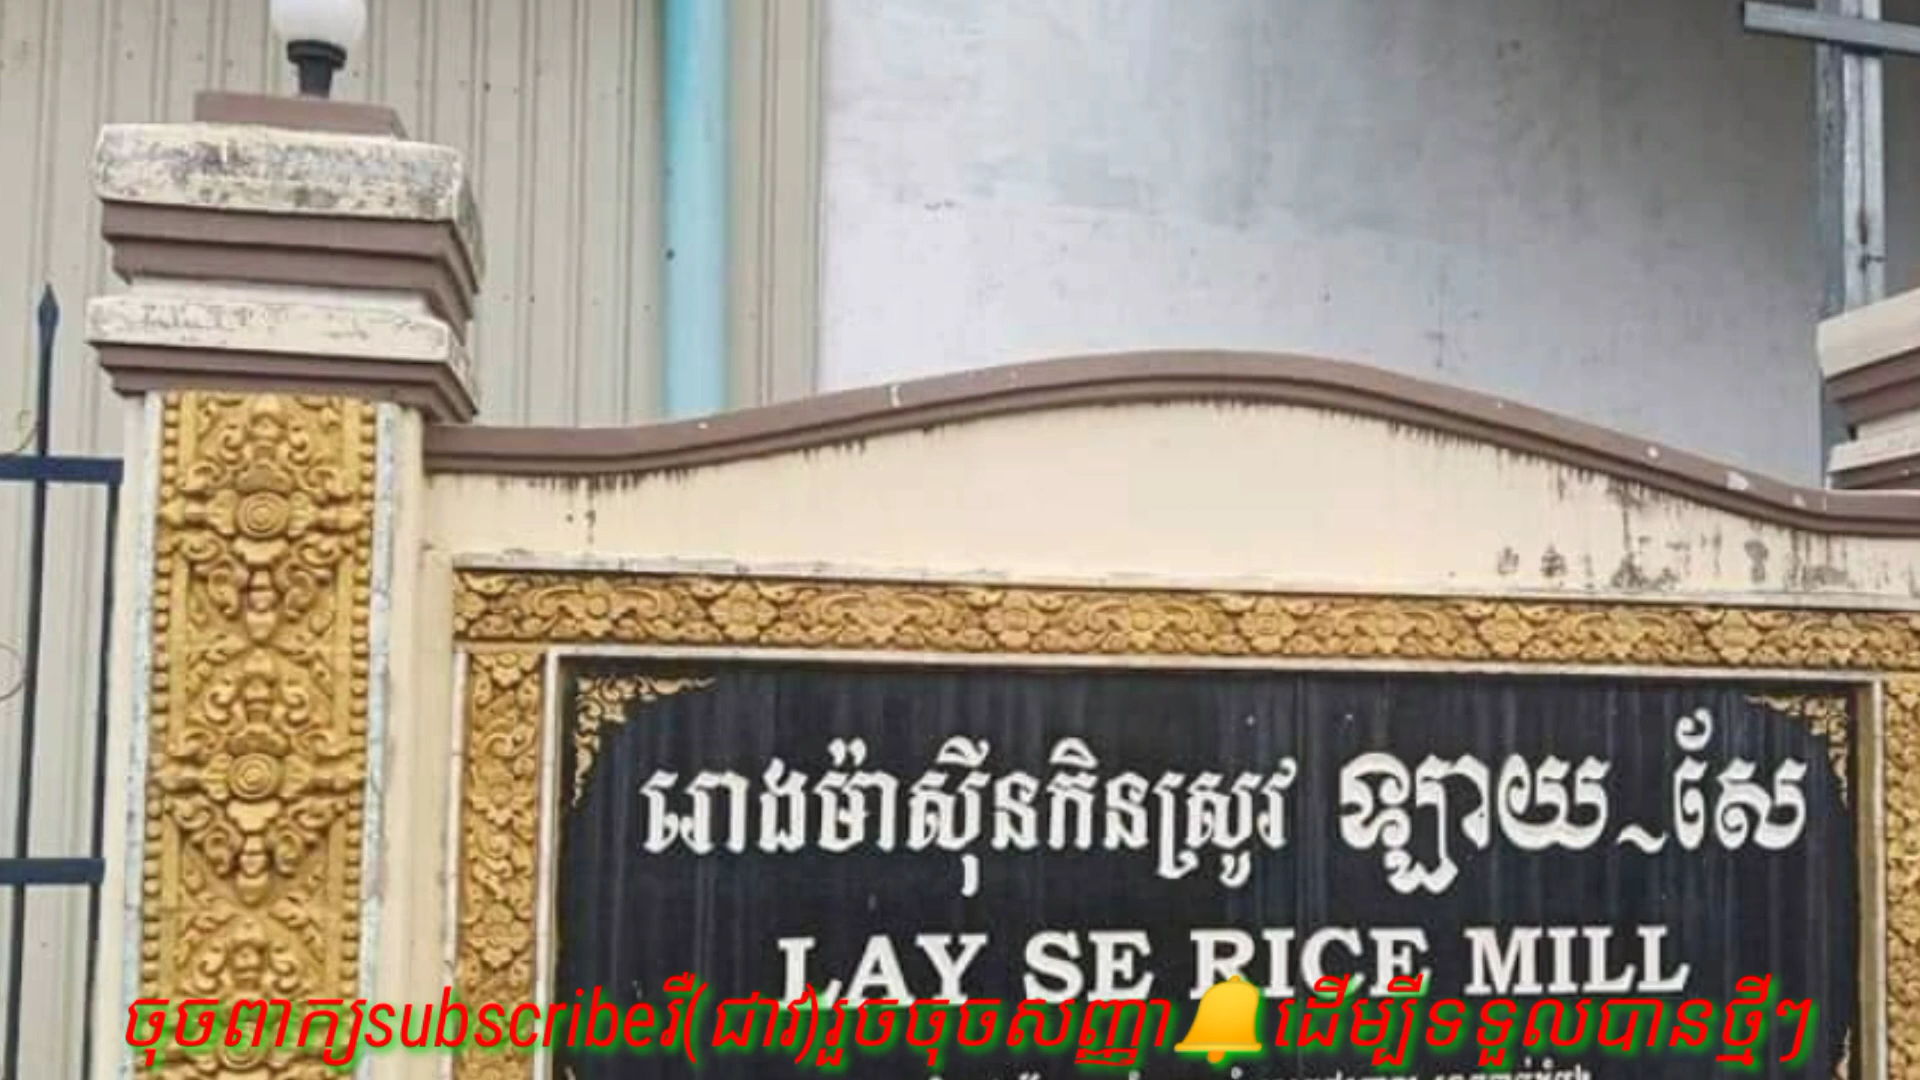 រោងម៉ាស៊ីនកិនស្រូវ ឡាយ~សែ
LAY SE RICE MILL
ចុចពាក្យsubscribeរឺ(ជាវ)រួចចុចសញ្ញា🔔ដើម្បីទទួលបានថ្មីៗ